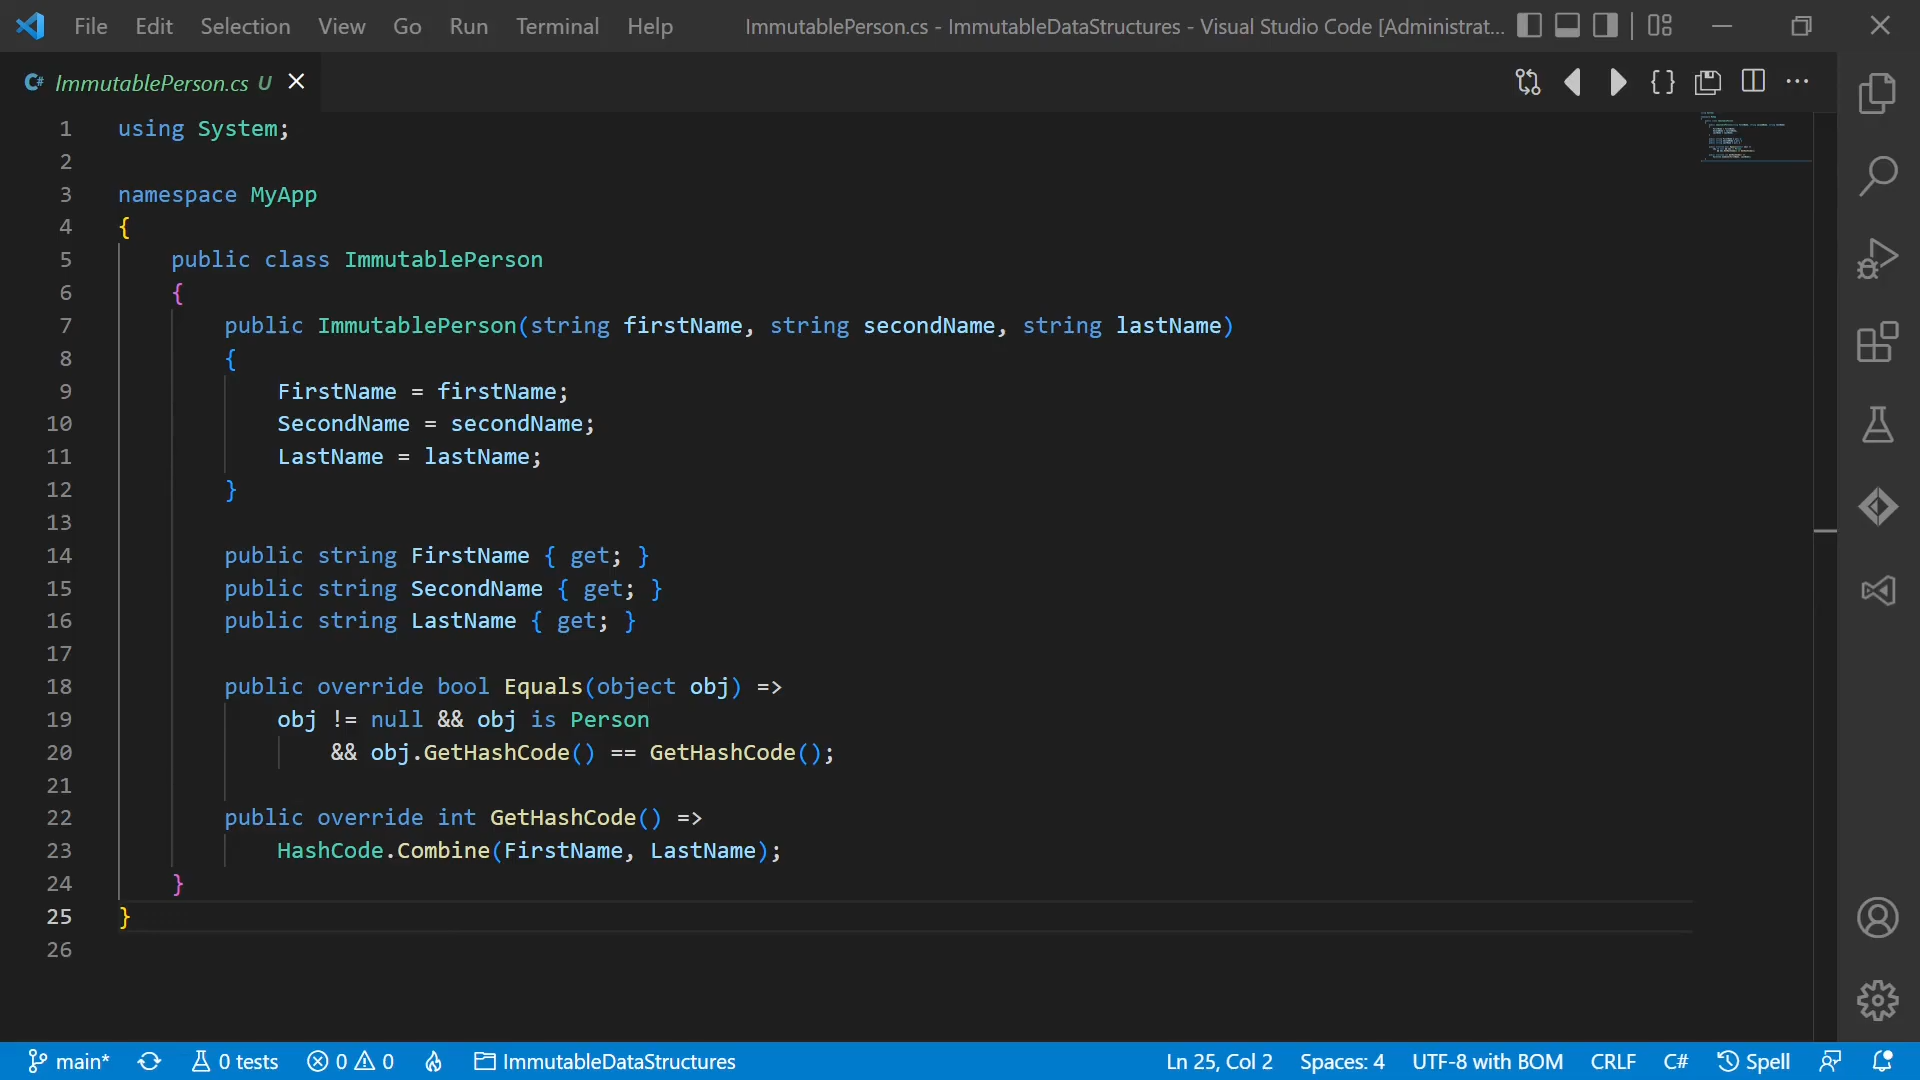 File Edit Selection View Go Run Terminal Help ImmutablePerson.cs - ImmutableDataStructures - Visual Studio Code [Administrat...
C# ImmutablePerson.cs U
1 using System;
2
3 namespace MyApp
4 {
5 public class ImmutablePerson
6 {
7 public ImmutablePerson(string firstName, string secondName, string lastName)
8 {
9 FirstName = firstName;
10 SecondName = secondName;
11 LastName = lastName;
12 }
13
14 public string FirstName { get; }
15 public string SecondName { get; }
16 public string LastName { get; }
17
18 public override bool Equals(object obj) =>
19 obj != null && obj is Person
20 && obj.GetHashCode() == GetHashCode();
21
22 public override int GetHashCode() =>
23 HashCode.Combine(FirstName, LastName);
24 }
25 }
26
main* 0 tests 0 0 ImmutableDataStructures Ln 25, Col 2 Spaces: 4 UTF-8 with BOM CRLF C# Spell